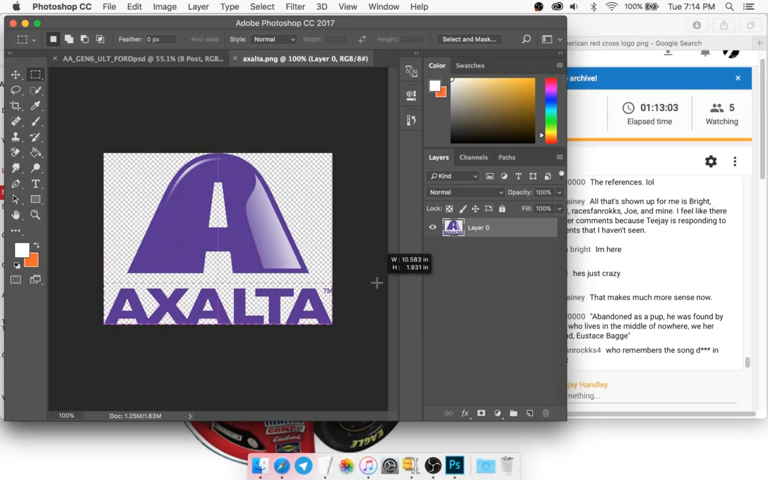 Photoshop CC File Edit Image Layer Type Select Filter 3D View Window Help 100% Tue 7:14 PM
Adobe Photoshop CC 2017
Feather: 0 px Anti-alias Style: Normal Width: Height: Select and Mask...
AA_GEN6_ULT_FORDpsd @ 55.1% (8 Post, RGB... axalta.png @ 100% (Layer 0, RGB/8#)
erican red cross logo png - Google Search
Color Swatches
archive!
01:13:03 5
Elapsed time Watching
AXALTA
TM
W: 10.583 in
H: 1.931 in
Layers Channels Paths
Kind
Normal Opacity: 100%
Lock: Fill: 100%
Layer 0
0000 The references. lol
ainey All that's shown up for me is Bright,
t, racesfanrokks, Joe, and mine. I feel like there
er comments because Teejay is responding to
ents that I haven't seen.
bright Im here
hes just crazy
ainey That makes much more sense now.
0000 "Abandoned as a pup, he was found by
who lives in the middle of nowhere, we her
nd, Eustace Bagge"
anrockks4 who remembers the song d*** in
jay Handley
mething...
100% Doc: 1.25M/1.83M
EAGLE
Ps